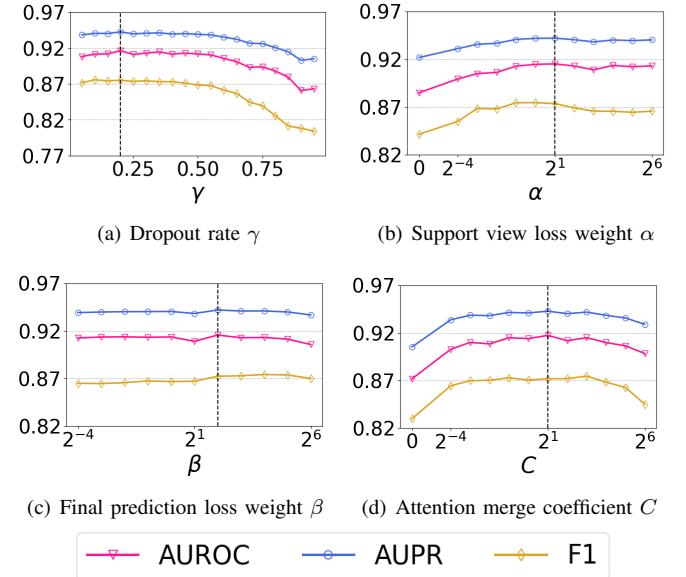 0.97
0.92
0.87
0.82
0.77
0.25 0.50 0.75
γ
(a) Dropout rate γ
0.97
0.92
0.87
0.82
0 2^-4 2^1 2^6
α
(b) Support view loss weight α
0.97
0.92
0.87
0.82
2^-4 2^1 2^6
β
(c) Final prediction loss weight β
0.97
0.92
0.87
0.82
0 2^-4 2^1 2^6
C
(d) Attention merge coefficient C
AUROC AUPR F1